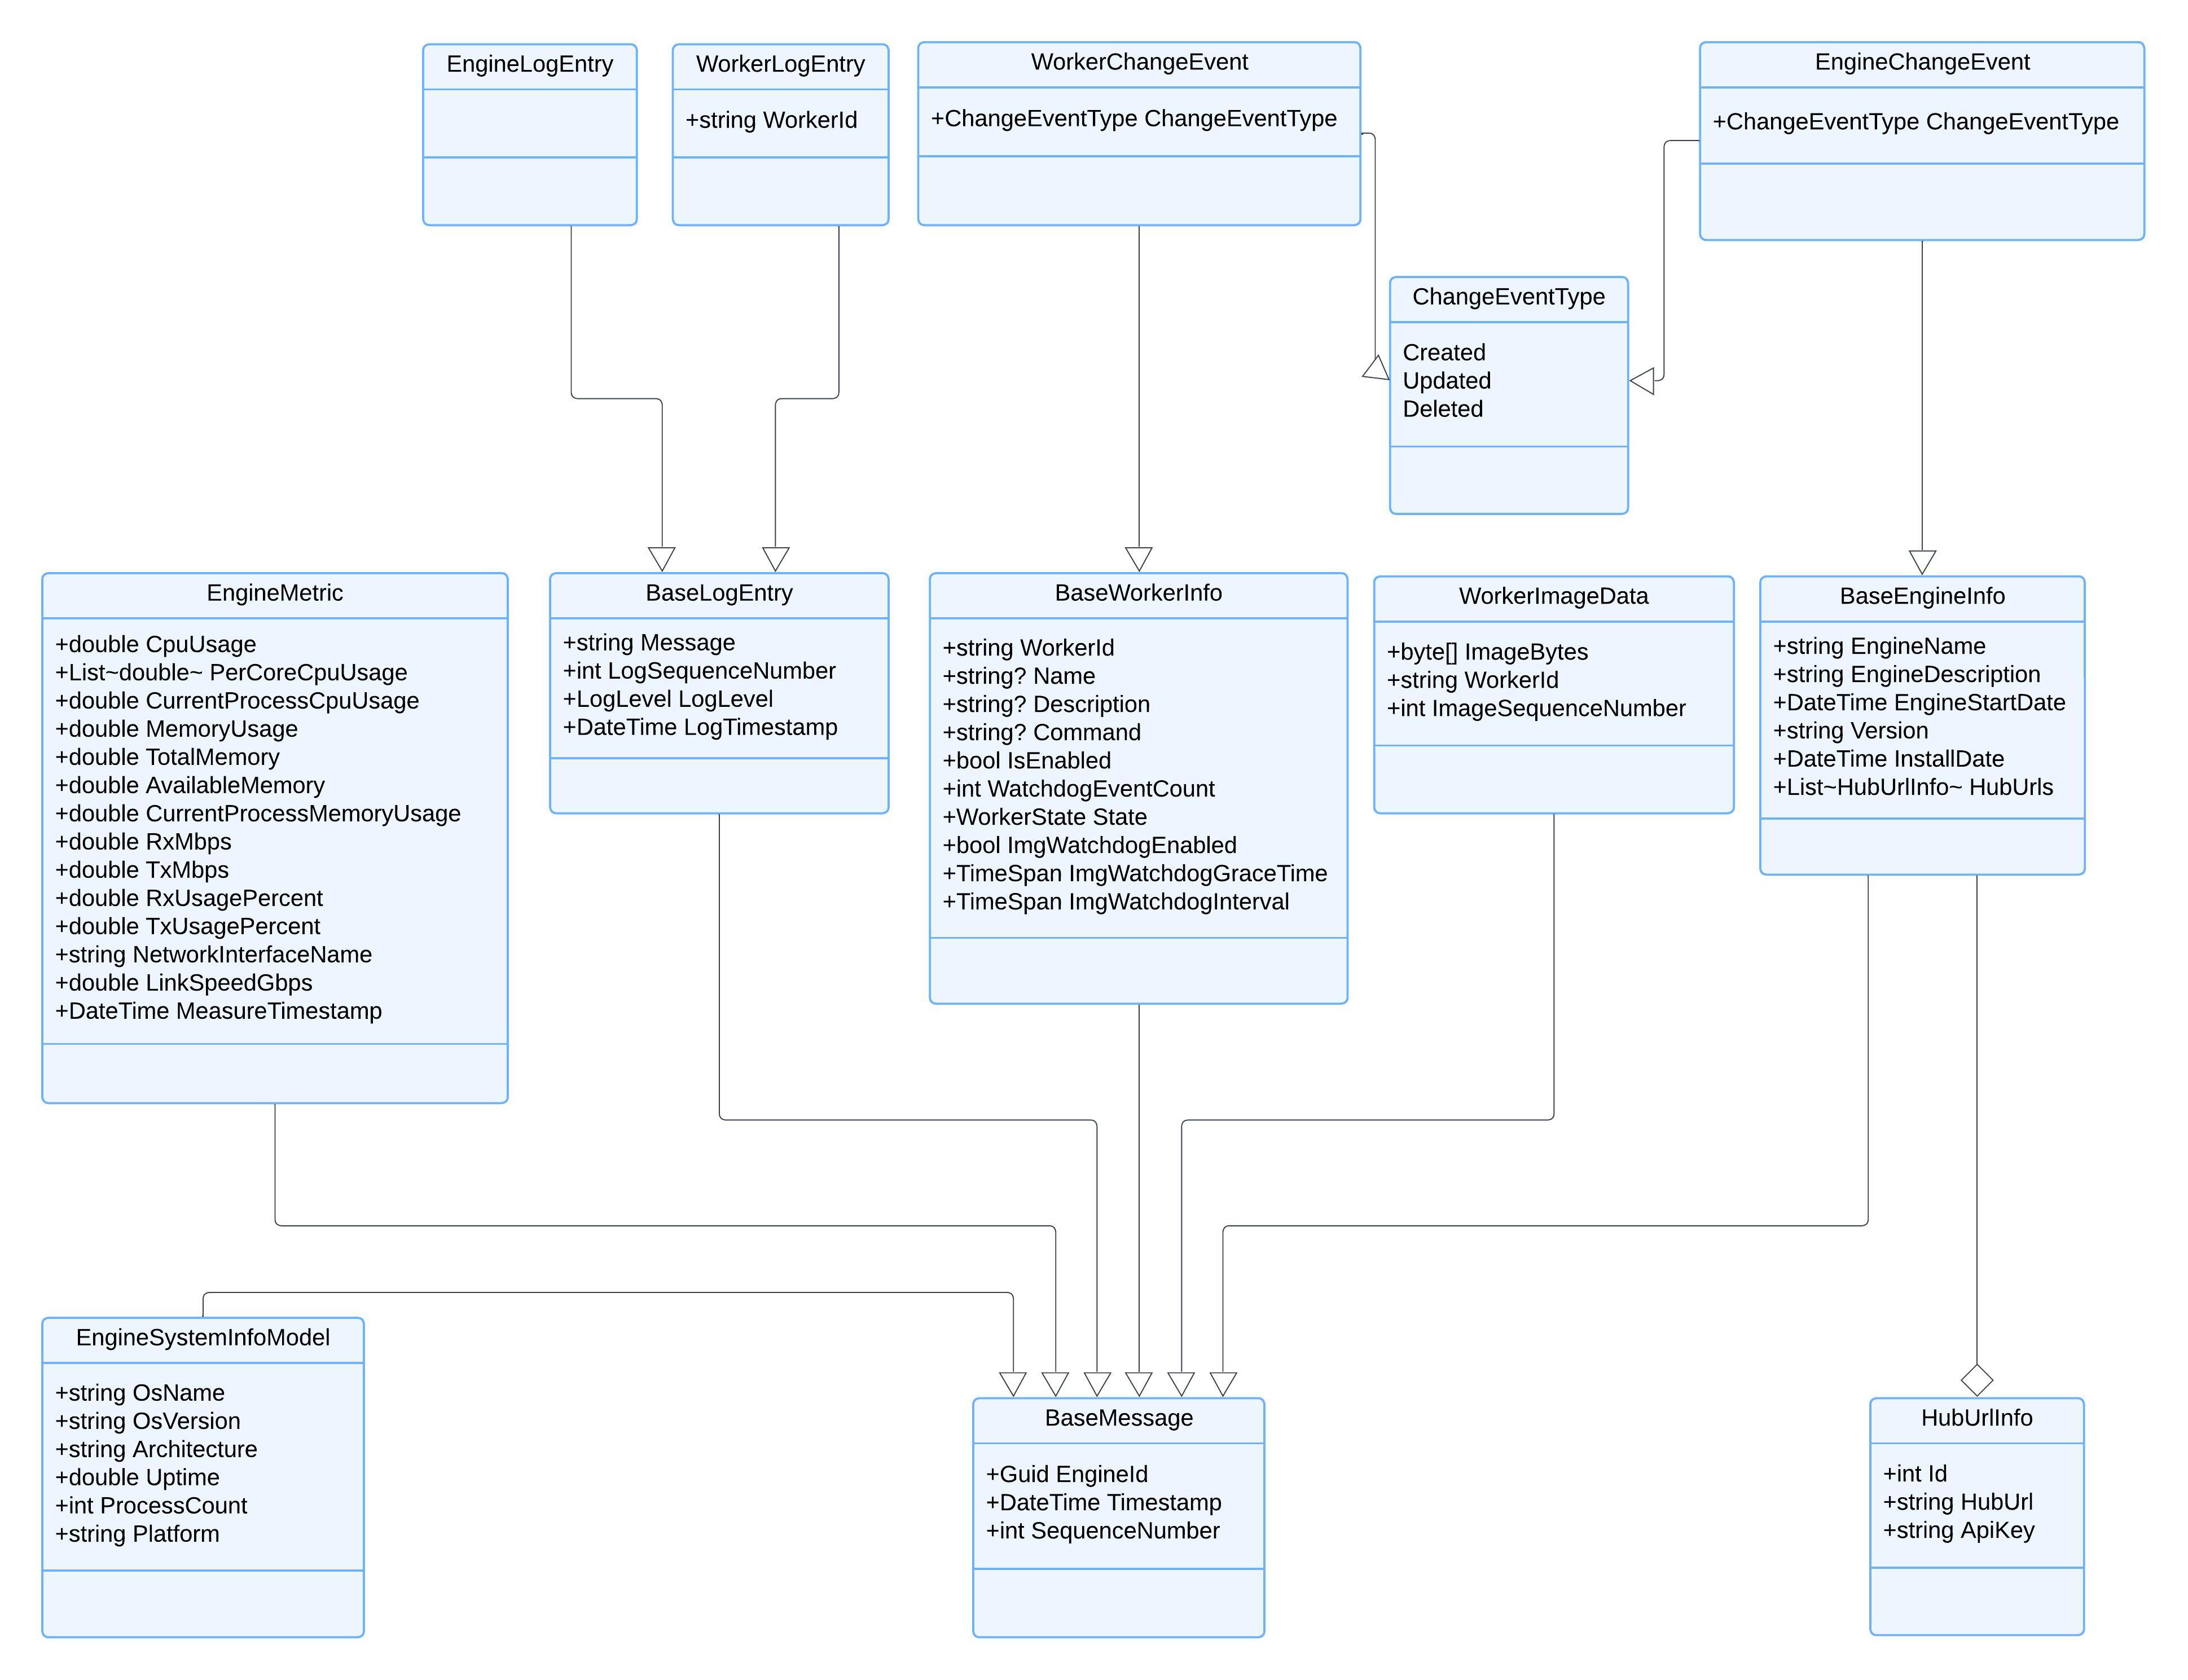 EngineLogEntry
WorkerLogEntry
+string WorkerId
WorkerChangeEvent
+ChangeEventType ChangeEventType
EngineChangeEvent
+ChangeEventType ChangeEventType
ChangeEventType
Created
Updated
Deleted
EngineMetric
+double CpuUsage
+List~double~ PerCoreCpuUsage
+double CurrentProcessCpuUsage
+double MemoryUsage
+double TotalMemory
+double AvailableMemory
+double CurrentProcessMemoryUsage
+double RxMbps
+double TxMbps
+double RxUsagePercent
+double TxUsagePercent
+string NetworkInterfaceName
+double LinkSpeedGbps
+DateTime MeasureTimestamp
BaseLogEntry
+string Message
+int LogSequenceNumber
+LogLevel LogLevel
+DateTime LogTimestamp
BaseWorkerInfo
+string WorkerId
+string? Name
+string? Description
+string? Command
+bool IsEnabled
+int WatchdogEventCount
+WorkerState State
+bool ImgWatchdogEnabled
+TimeSpan ImgWatchdogGraceTime
+TimeSpan ImgWatchdogInterval
WorkerImageData
+byte[] ImageBytes
+string WorkerId
+int ImageSequenceNumber
BaseEngineInfo
+string EngineName
+string EngineDescription
+DateTime EngineStartDate
+string Version
+DateTime InstallDate
+List~HubUrlInfo~ HubUrls
EngineSystemInfoModel
+string OsName
+string OsVersion
+string Architecture
+double Uptime
+int ProcessCount
+string Platform
BaseMessage
+Guid EngineId
+DateTime Timestamp
+int SequenceNumber
HubUrlInfo
+int Id
+string HubUrl
+string ApiKey